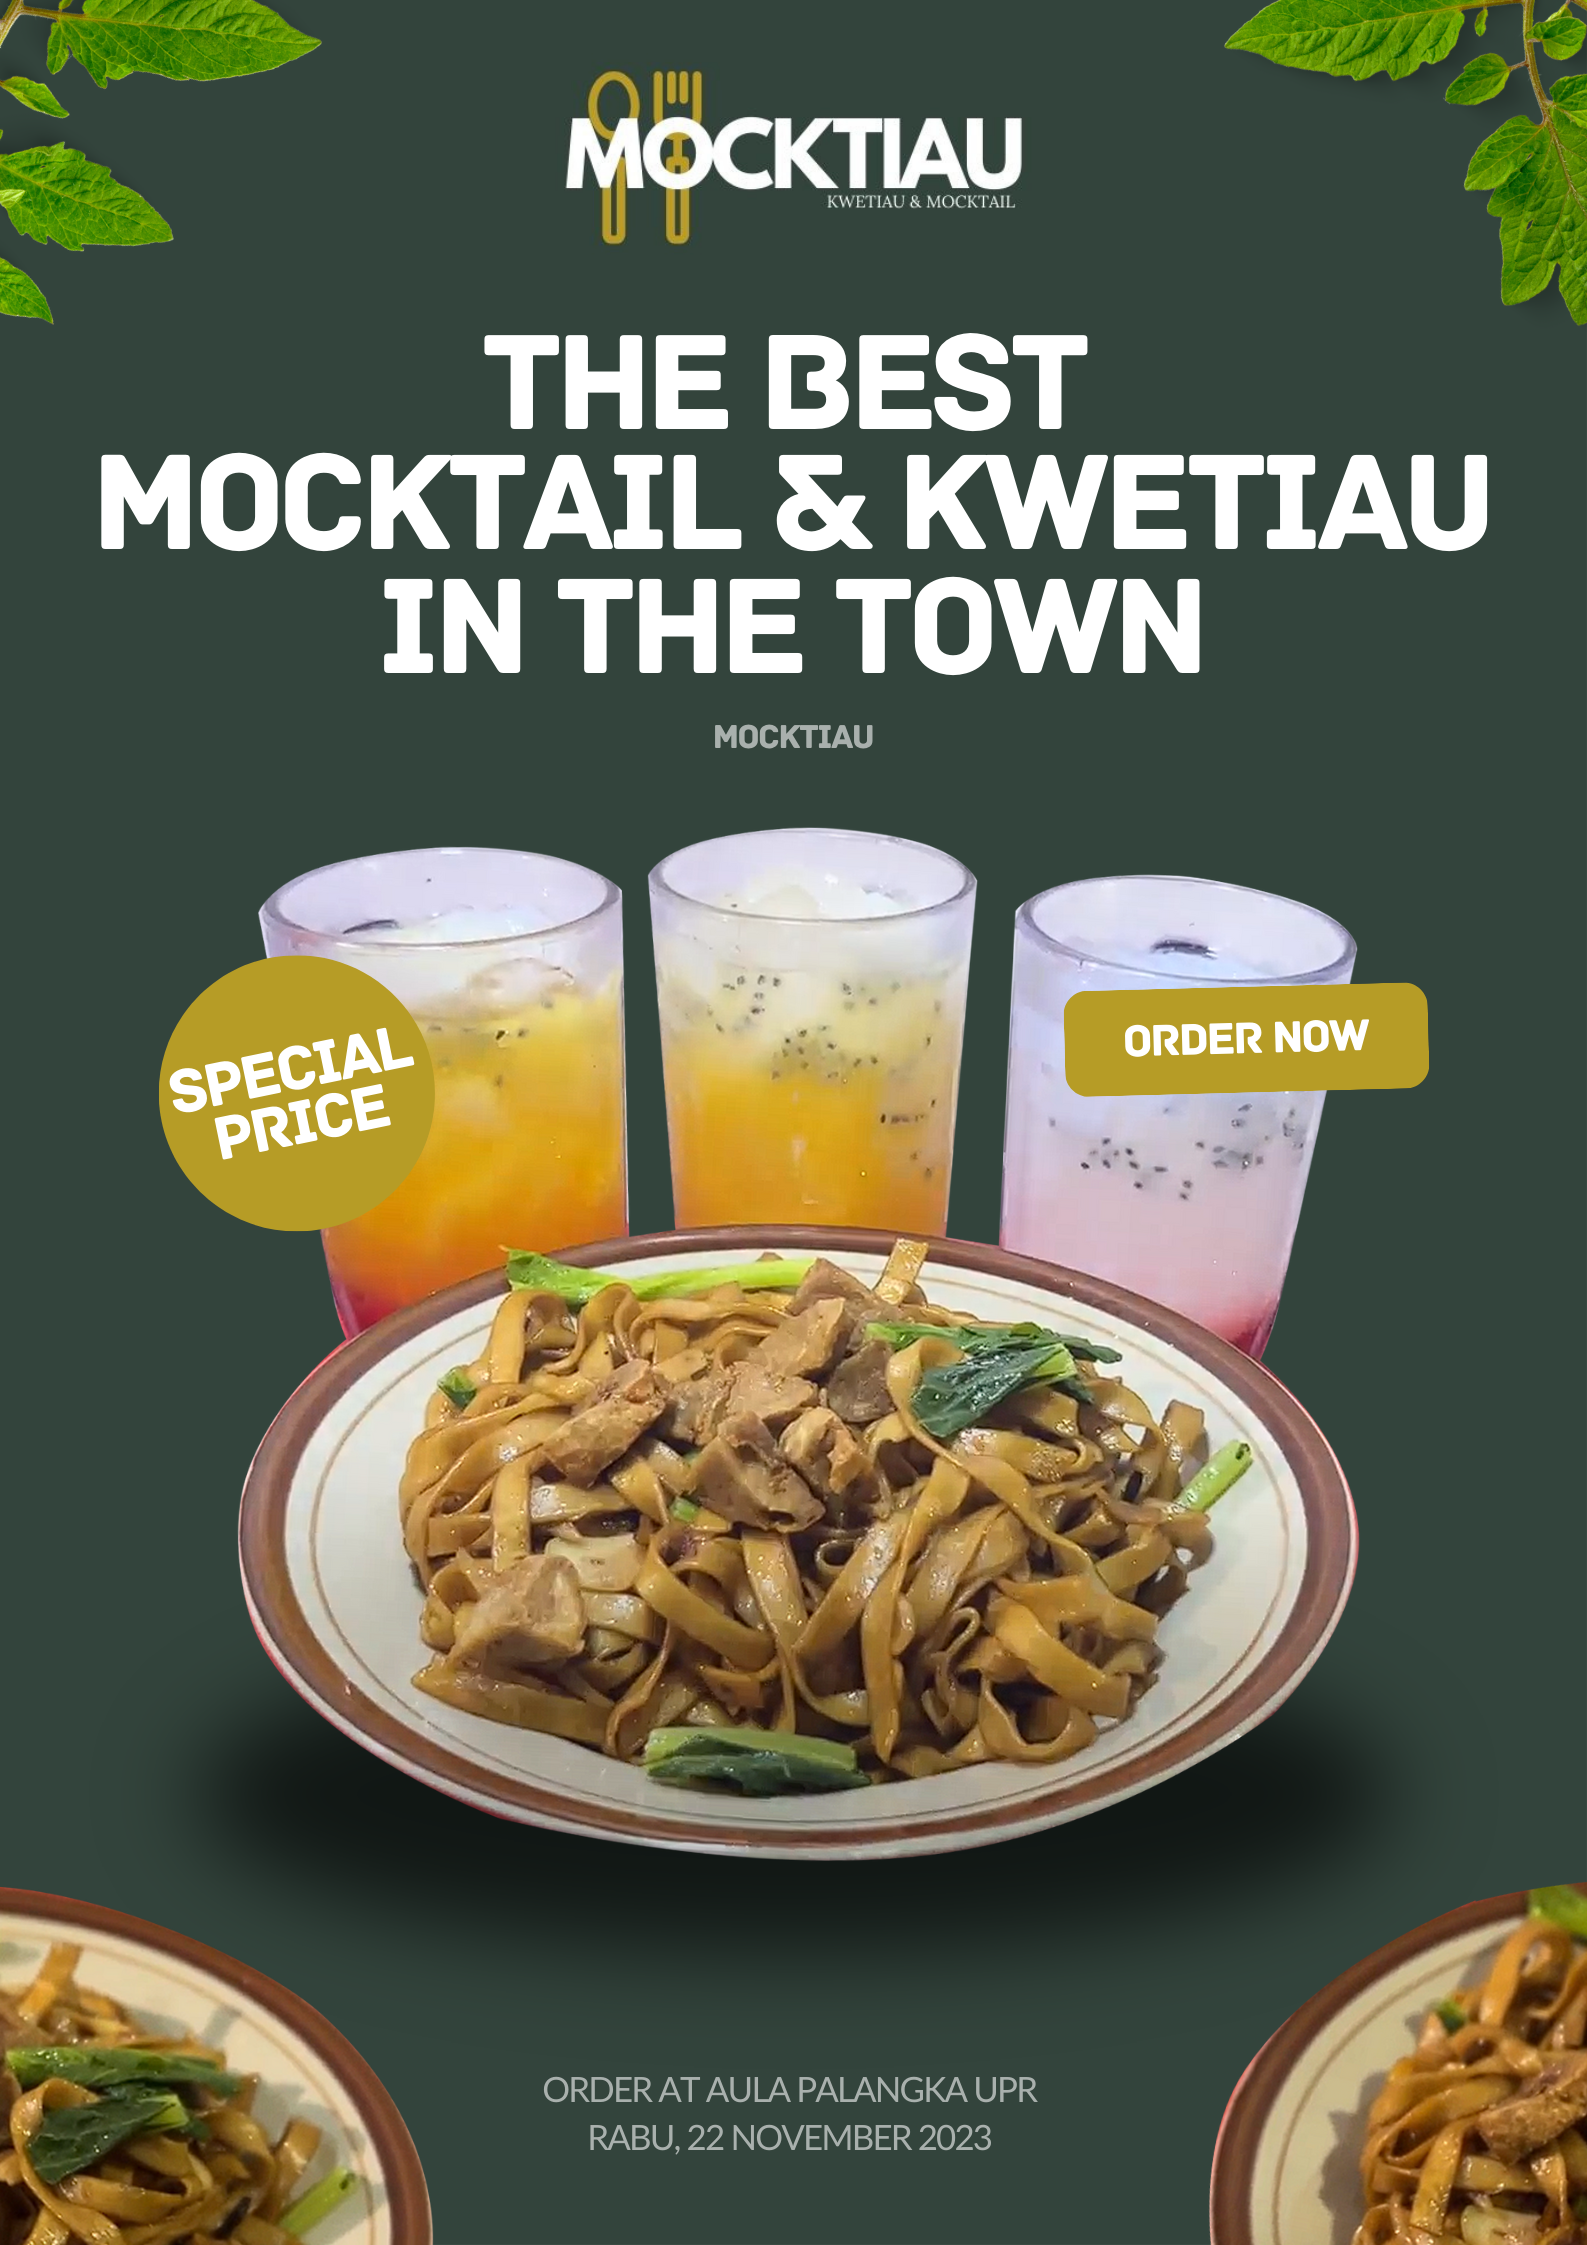 MOCKTIAU
KWETIAU & MOCKTAIL
THE BEST
MOCKTAIL & KWETIAU
IN THE TOWN
MOCKTIAU
SPECIAL
PRICE
ORDER NOW
ORDER AT AULA PALANGKA UPR
RABU, 22 NOVEMBER 2023